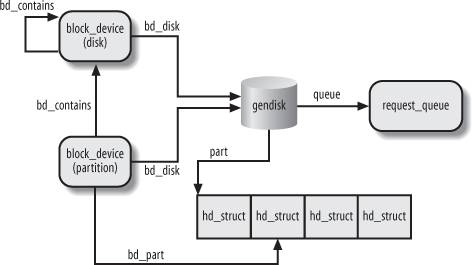 bd_contains
block_device
(disk)
bd_disk
bd_contains
gendisk
queue
request_queue
block_device
(partition)
bd_disk
part
hd_struct hd_struct hd_struct hd_struct
bd_part